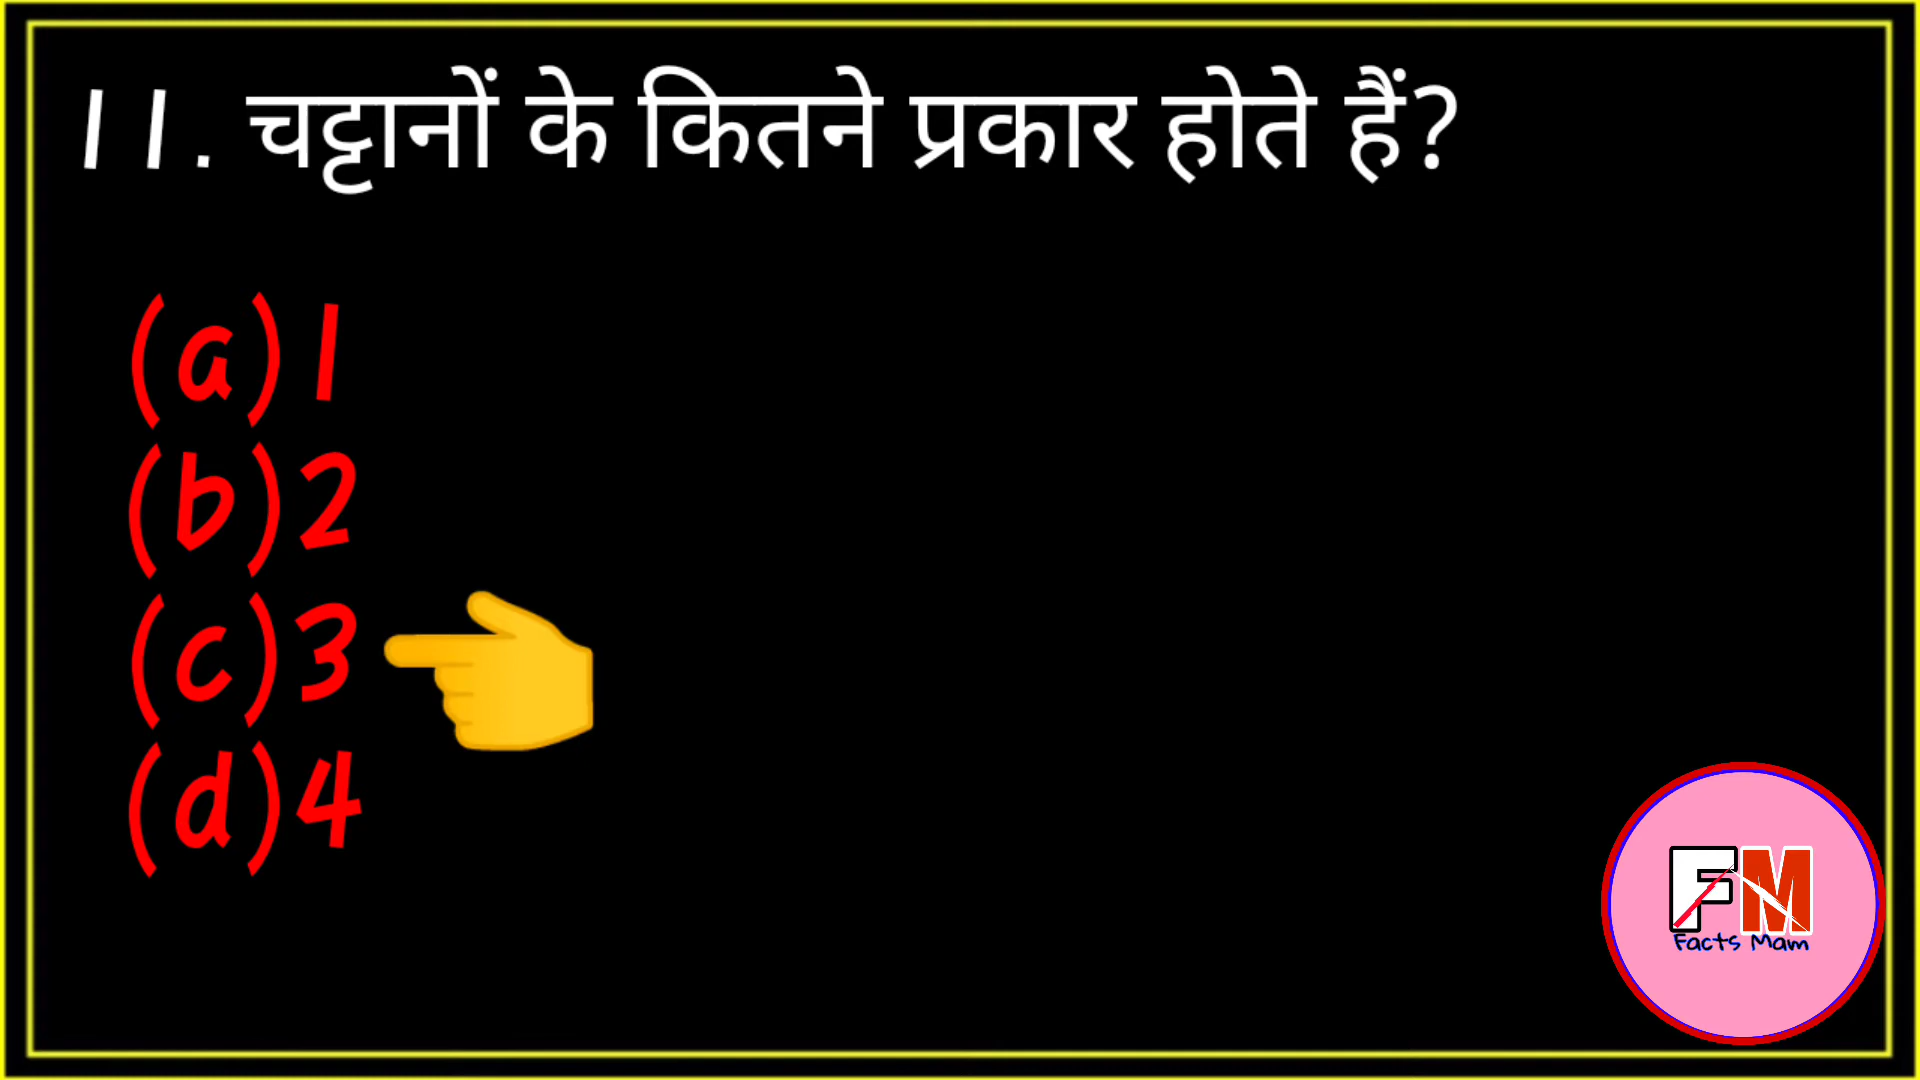 11. चट्टानों के कितने प्रकार होते हैं?
(a) 1
(b) 2
(c) 3
(d) 4
FM
Facts Mam